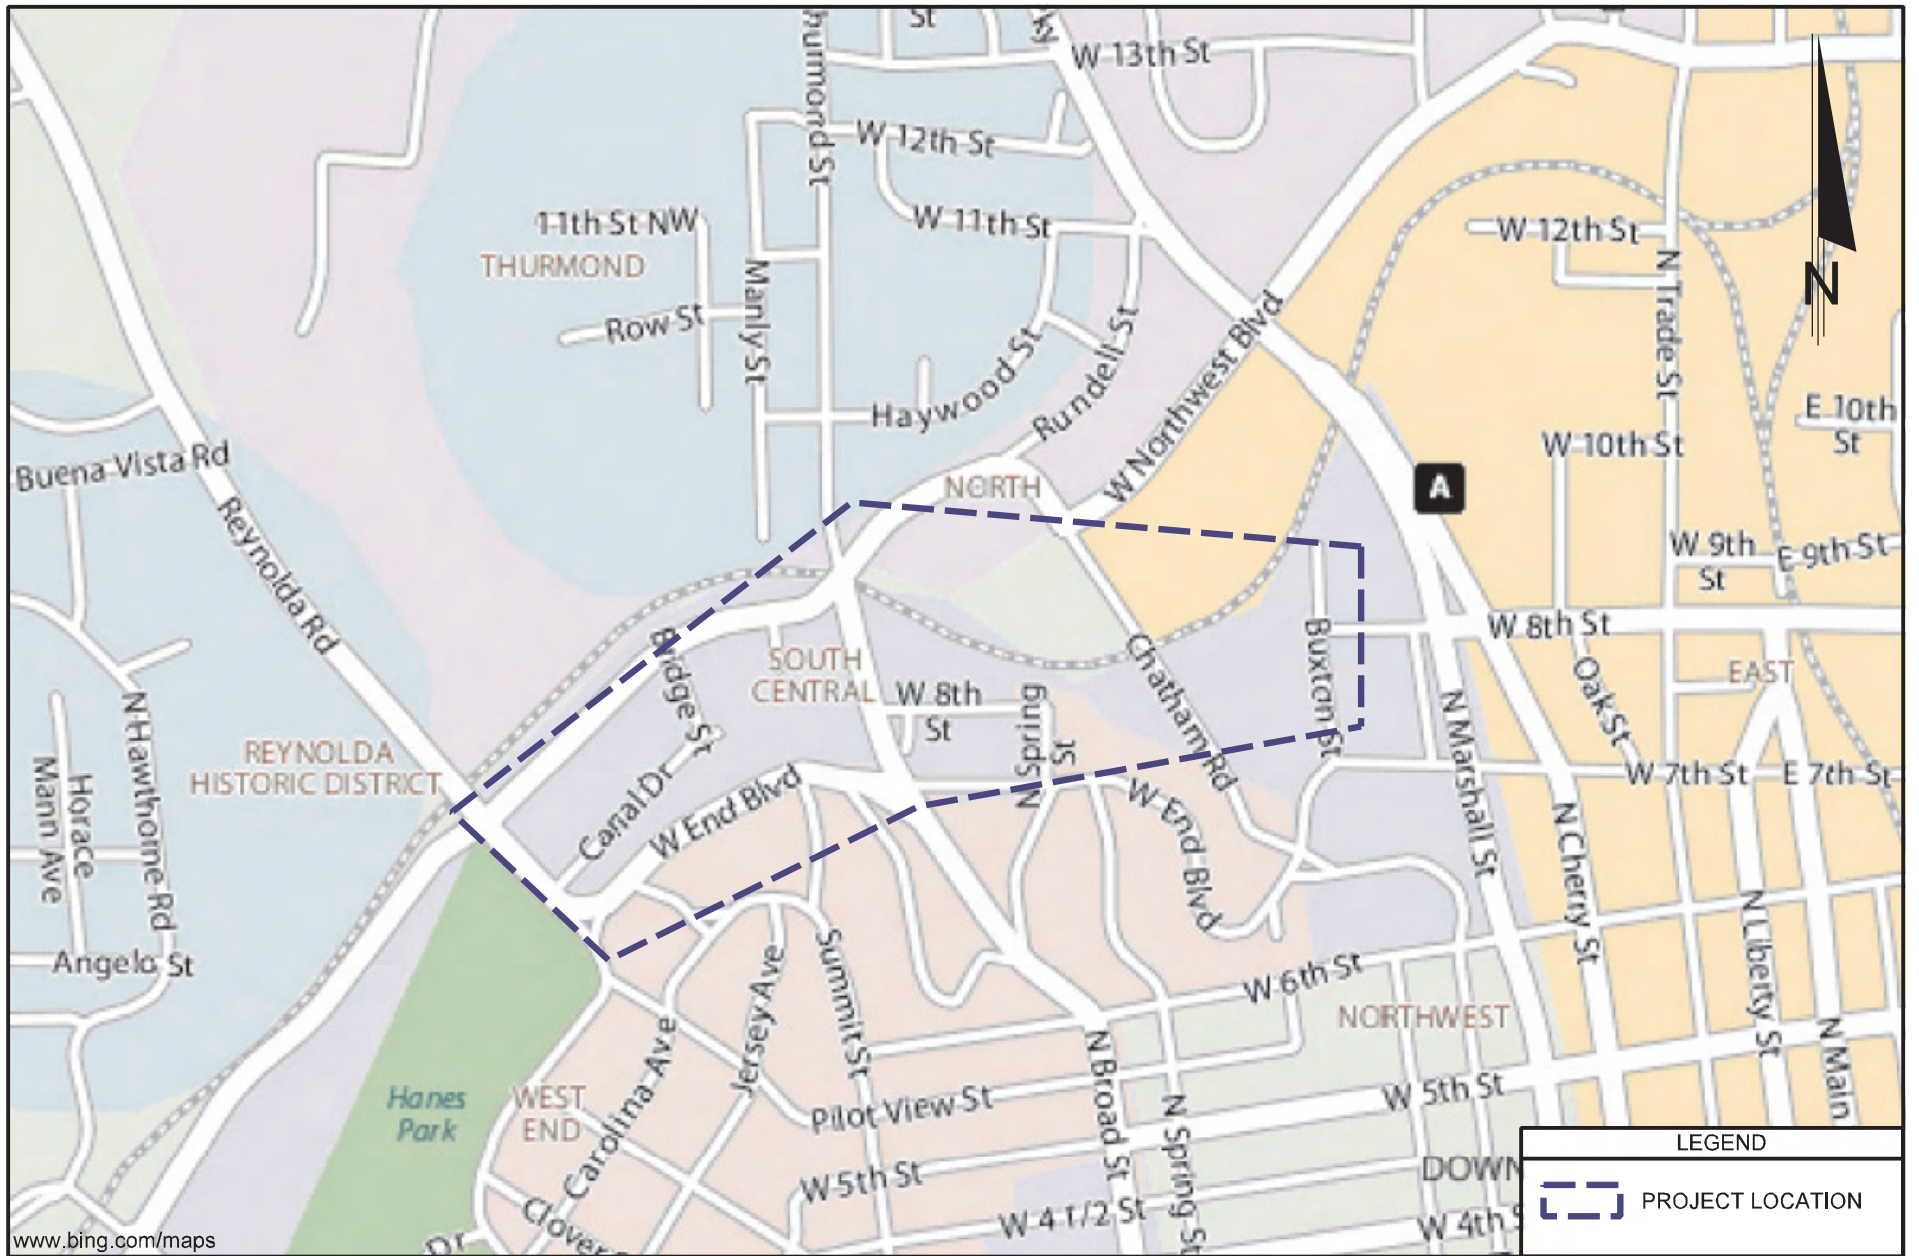 St
Thurmond St
W 13th St
W 12th St
11th St NW
W 11th St
W 12th St
THURMOND
N Trade St
N
Manly St
Row St
Rundell St
Haywood St
W Northwest Blvd
E 10th
St
W 10th St
Buena Vista Rd
NORTH
A
Reynolda Rd
W 9th
St
E 9th St
W 8th St
Bridge St
SOUTH
CENTRAL
Chatham Rd
Buxton St
Oak St
EAST
W 8th
St
N Spring
St
N Marshall St
N Hawthorne Rd
REYNOLDA
HISTORIC DISTRICT
Horace
Mann Ave
Canal Dr
W End Blvd
W End Blvd
W 7th St
E 7th St
N Cherry St
N Liberty St
Angelo St
Jersey Ave
Summit St
W 6th St
NORTHWEST
Carolina Ave
N Broad St
N Main
Hanes
Park
WEST
END
Pilot View St
W 5th St
N Spring St
W 5th St
Clover
W 4 1/2 St
W 4th
Dr
DOWN
LEGEND
PROJECT LOCATION
www.bing.com/maps